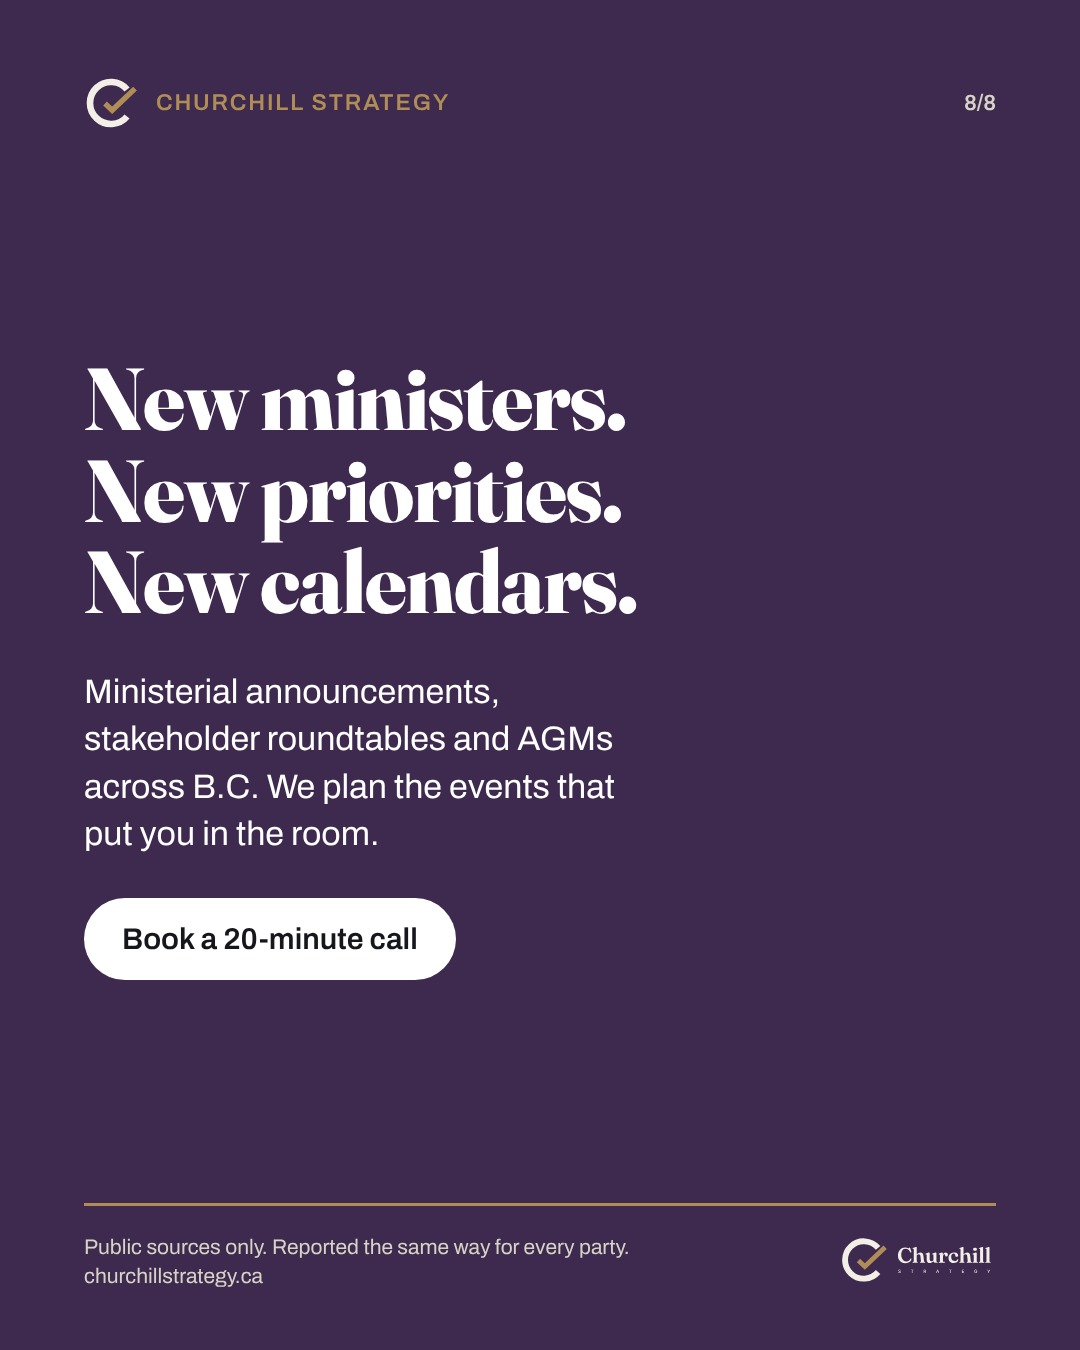 CHURCHILL STRATEGY
8/8
New ministers.
New priorities.
New calendars.
Ministerial announcements,
stakeholder roundtables and AGMs
across B.C. We plan the events that
put you in the room.
Book a 20-minute call
Public sources only. Reported the same way for every party.
churchillstrategy.ca
Churchill
STRATEGY